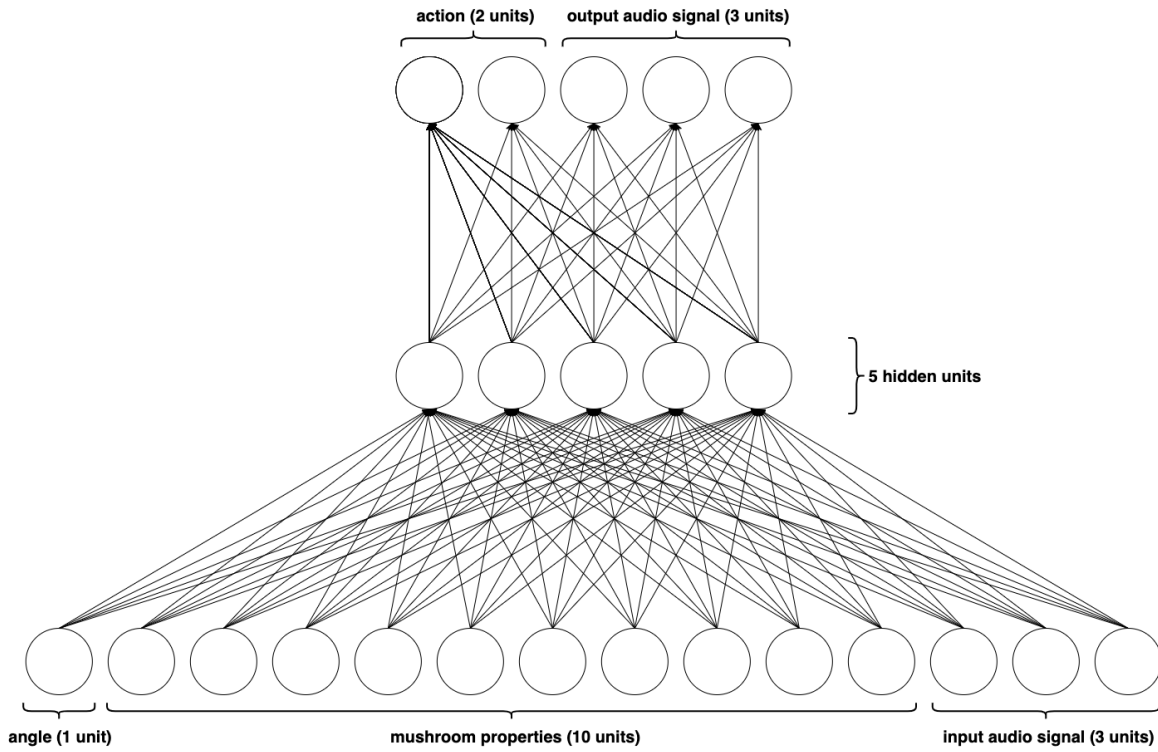 action (2 units)
output audio signal (3 units)
5 hidden units
angle (1 unit)
mushroom properties (10 units)
input audio signal (3 units)